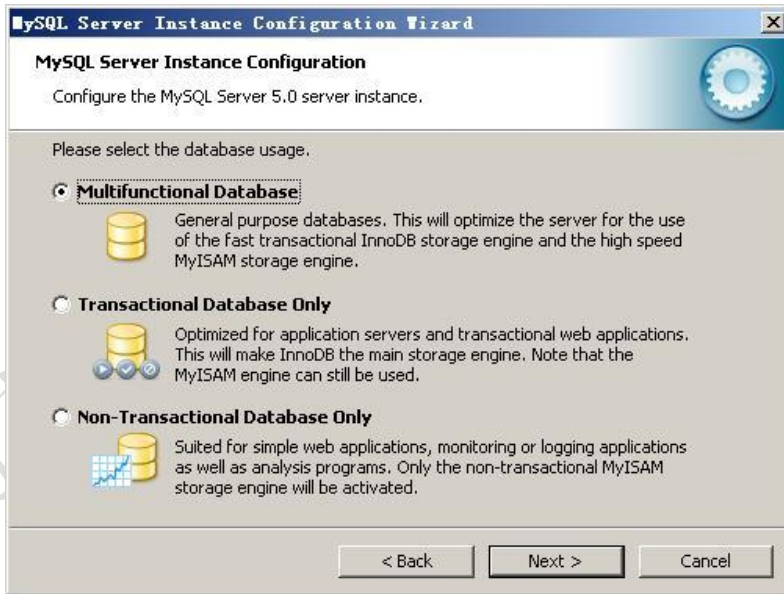 MySQL Server Instance Configuration Wizard
MySQL Server Instance Configuration
Configure the MySQL Server 5.0 server instance.
Please select the database usage.
Multifunctional Database
General purpose databases. This will optimize the server for the use
of the fast transactional InnoDB storage engine and the high speed
MyISAM storage engine.
Transactional Database Only
Optimized for application servers and transactional web applications.
This will make InnoDB the main storage engine. Note that the
MyISAM engine can still be used.
Non-Transactional Database Only
Suited for simple web applications, monitoring or logging applications
as well as analysis programs. Only the non-transactional MyISAM
storage engine will be activated.
< Back
Next >
Cancel